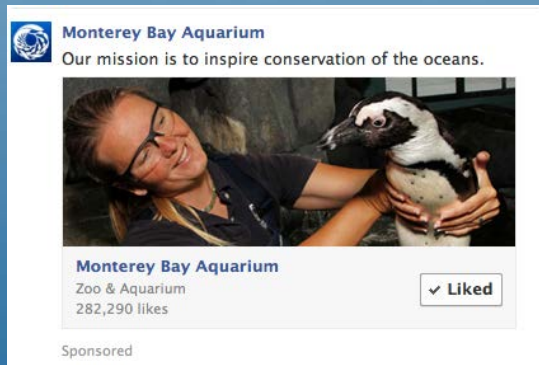 Monterey Bay Aquarium
Our mission is to inspire conservation of the oceans.
Monterey Bay Aquarium
Zoo & Aquarium
282,290 likes
✓ Liked
Sponsored